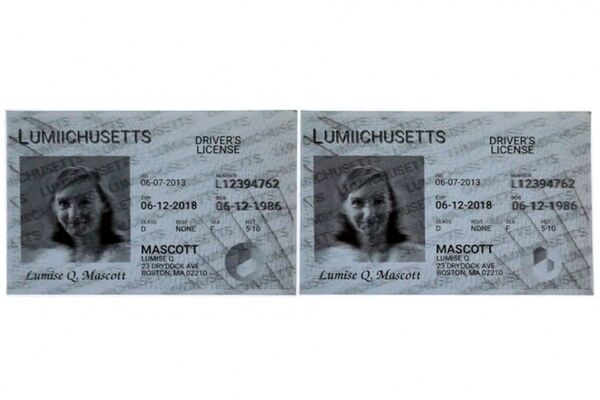 LUMIICHUSETTS
DRIVER'S
LICENSE
ISS
06-07-2013
NUMBER
L12394762
EXP
06-12-2018
DOB
06-12-1986
CLASS
REST
SEX
HGT
D
NONE
F
5-10
MASCOTT
LUMISE Q.
23 DRYDOCK AVE
BOSTON, MA 02210
Lumise Q. Mascott
LUMIICHUSETTS
DRIVER'S
LICENSE
ISS
06-07-2013
NUMBER
L12394762
EXP
06-12-2018
DOB
06-12-1986
CLASS
REST
SEX
HGT
D
NONE
F
5-10
MASCOTT
LUMISE Q.
23 DRYDOCK AVE
BOSTON, MA 02210
Lumise Q. Mascott